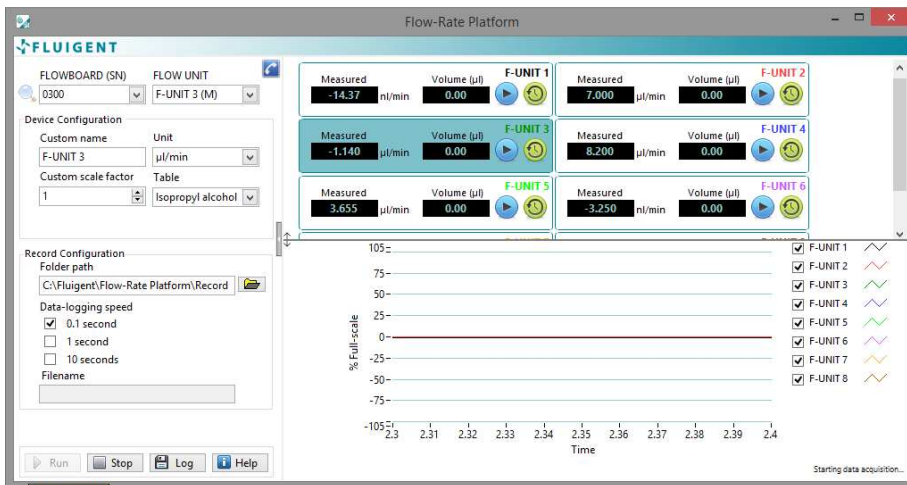 Flow-Rate Platform
FLUIGENT
FLOWBOARD (SN) FLOW UNIT
0300 F-UNIT 3 (M)
Device Configuration
Custom name Unit
F-UNIT 3 µl/min
Custom scale factor Table
1 Isopropyl alcohol
Record Configuration
Folder path
C:\Fluigent\Flow-Rate Platform\Record
Data-logging speed
0.1 second
1 second
10 seconds
Filename
Run Stop Log Help
F-UNIT 1
Measured Volume (µl)
-14.37 nl/min 0.00
F-UNIT 2
Measured Volume (µl)
7.000 µl/min 0.00
F-UNIT 3
Measured Volume (µl)
-1.140 µl/min 0.00
F-UNIT 4
Measured Volume (µl)
8.200 µl/min 0.00
F-UNIT 5
Measured Volume (µl)
3.655 µl/min 0.00
F-UNIT 6
Measured Volume (µl)
-3.250 nl/min 0.00
% Full-scale
105
75
50
25
0
-25
-50
-75
-105
2.3 2.31 2.32 2.33 2.34 2.35 2.36 2.37 2.38 2.39 2.4
Time
F-UNIT 1
F-UNIT 2
F-UNIT 3
F-UNIT 4
F-UNIT 5
F-UNIT 6
F-UNIT 7
F-UNIT 8
Starting data acquisition...